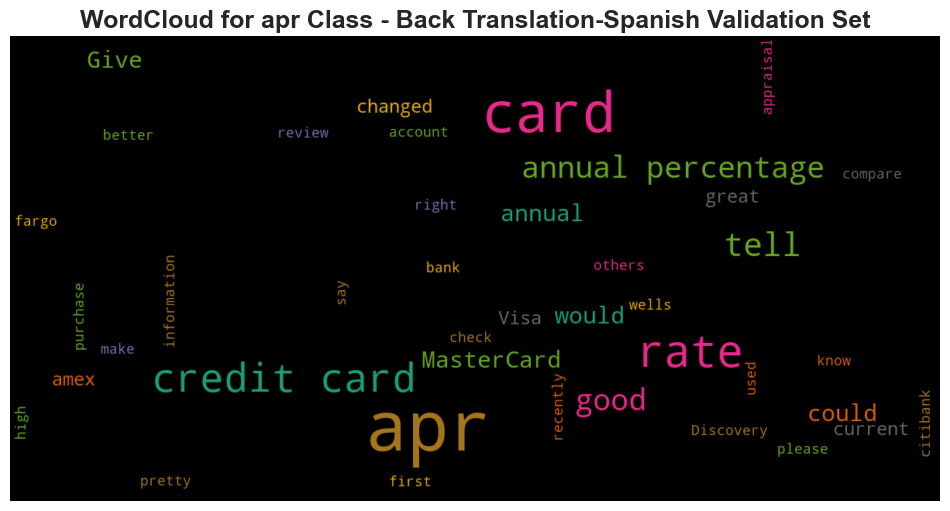 WordCloud for apr Class - Back Translation-Spanish Validation Set
Give
appraisal
changed
card
better
review
account
annual percentage
compare
great
right
annual
fargo
tell
bank
others
information
say
purchase
wells
Visa
would
check
make
MasterCard
rate
know
amex
credit card
used
recently
good
high
apr
could
citibank
Discovery
current
please
pretty
first